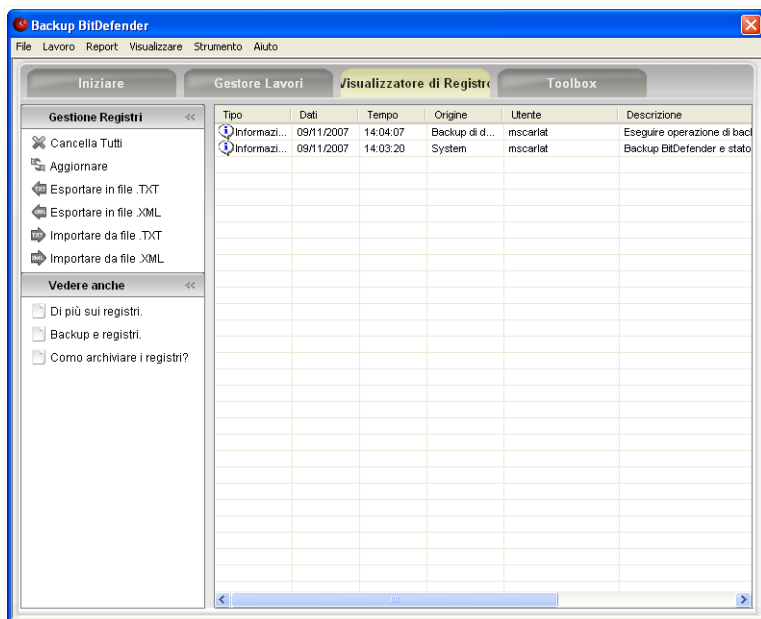 Backup BitDefender
File Lavoro Report Visualizzare Strumento Aiuto
Iniziare Gestore Lavori Visualizzatore di Registro Toolbox
Gestione Registri
Cancella Tutti
Aggiornare
Esportare in file .TXT
Esportare in file .XML
Importare da file .TXT
Importare da file .XML
Vedere anche
Di più sui registri.
Backup e registri.
Como archiviare i registri?
Tipo Dati Tempo Origine Utente Descrizione
Informazi... 09/11/2007 14:04:07 Backup di d... mscarlat Eseguire operazione di bacl
Informazi... 09/11/2007 14:03:20 System mscarlat Backup BitDefender e stato